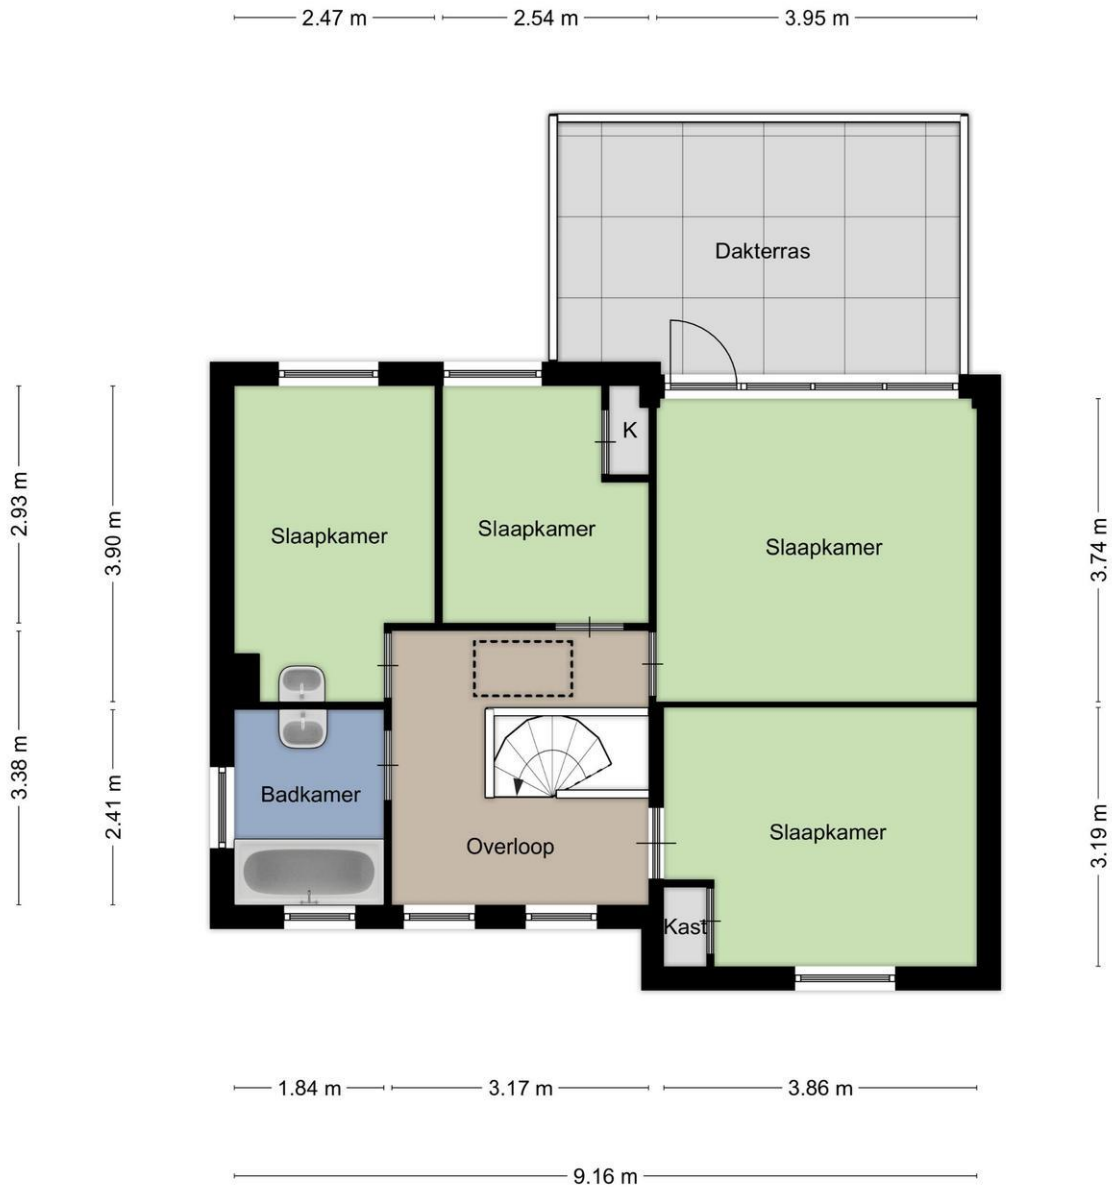 2.47 m
2.54 m
3.95 m
Dakterras
K
Slaapkamer
Slaapkamer
Slaapkamer
2.93 m
3.90 m
3.74 m
Badkamer
Overloop
Slaapkamer
Kast
3.38 m
2.41 m
3.19 m
1.84 m
3.17 m
3.86 m
9.16 m